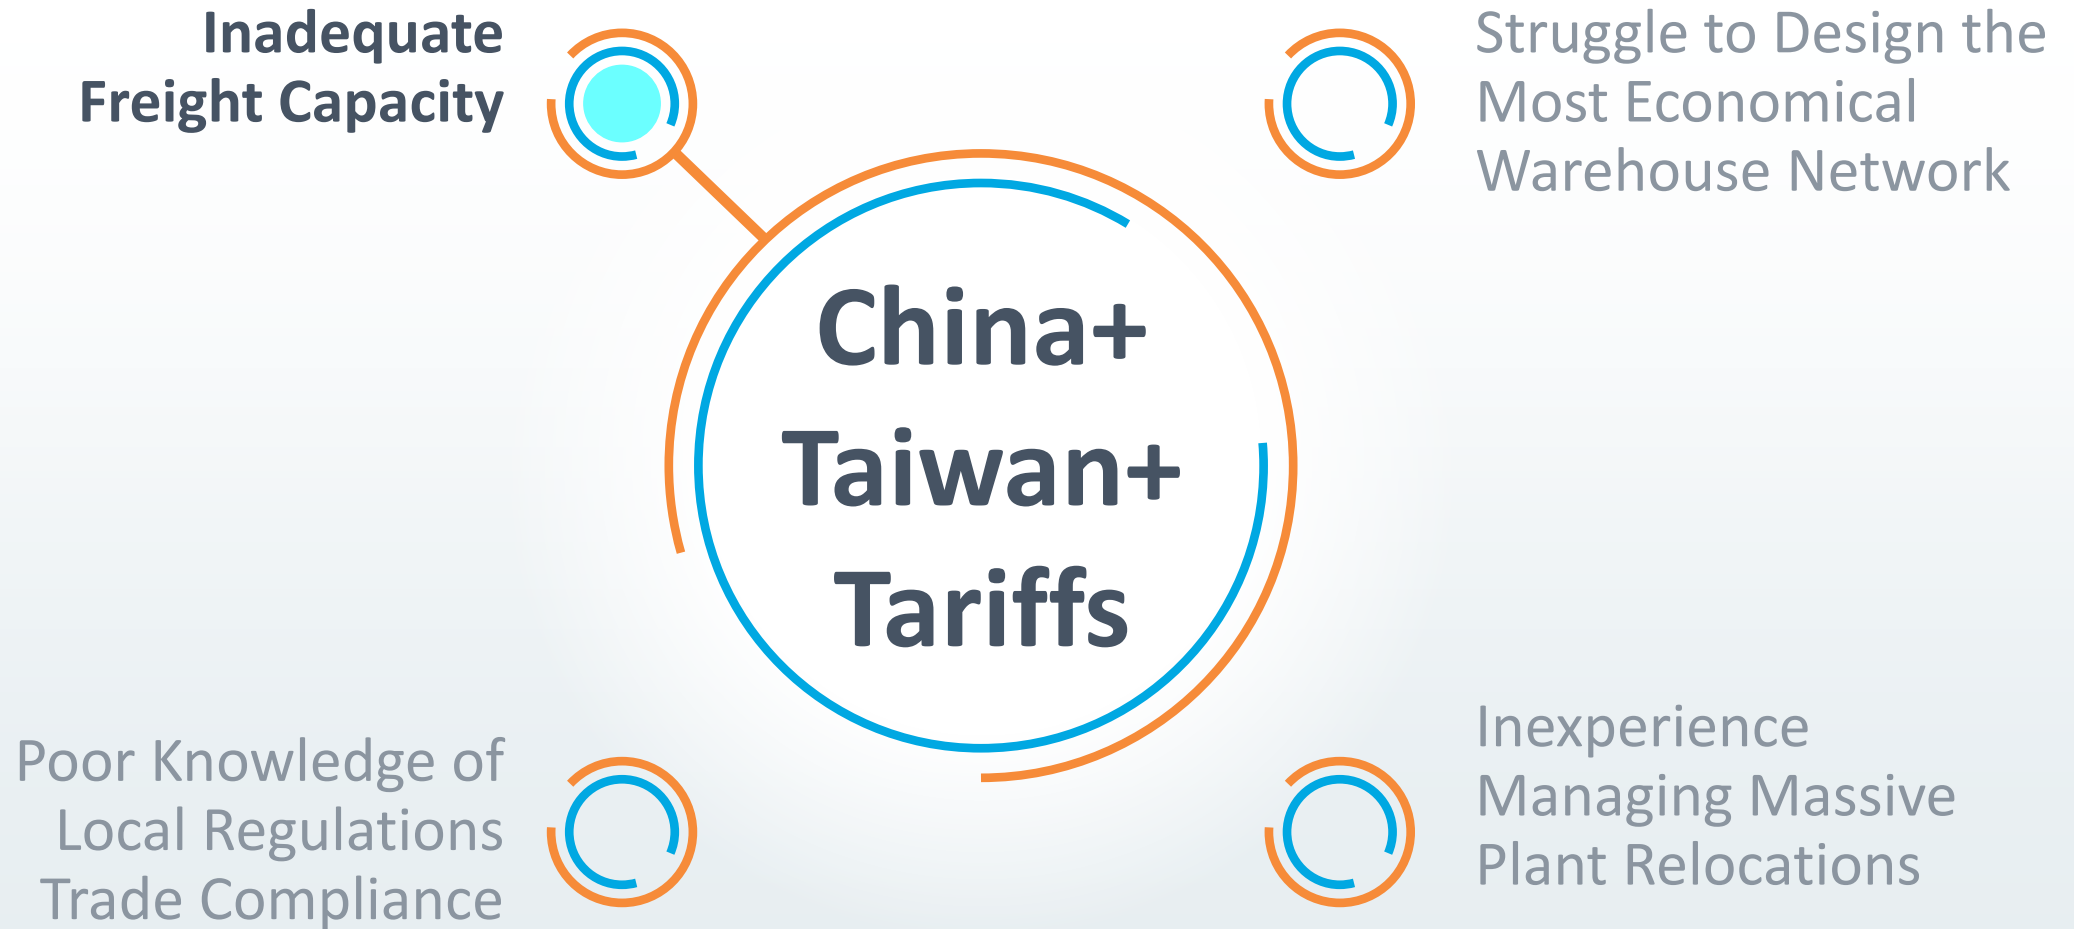 Inadequate
Freight Capacity
Struggle to Design the
Most Economical
Warehouse Network
China+
Taiwan+
Tariffs
Poor Knowledge of
Local Regulations
Trade Compliance
Inexperience
Managing Massive
Plant Relocations